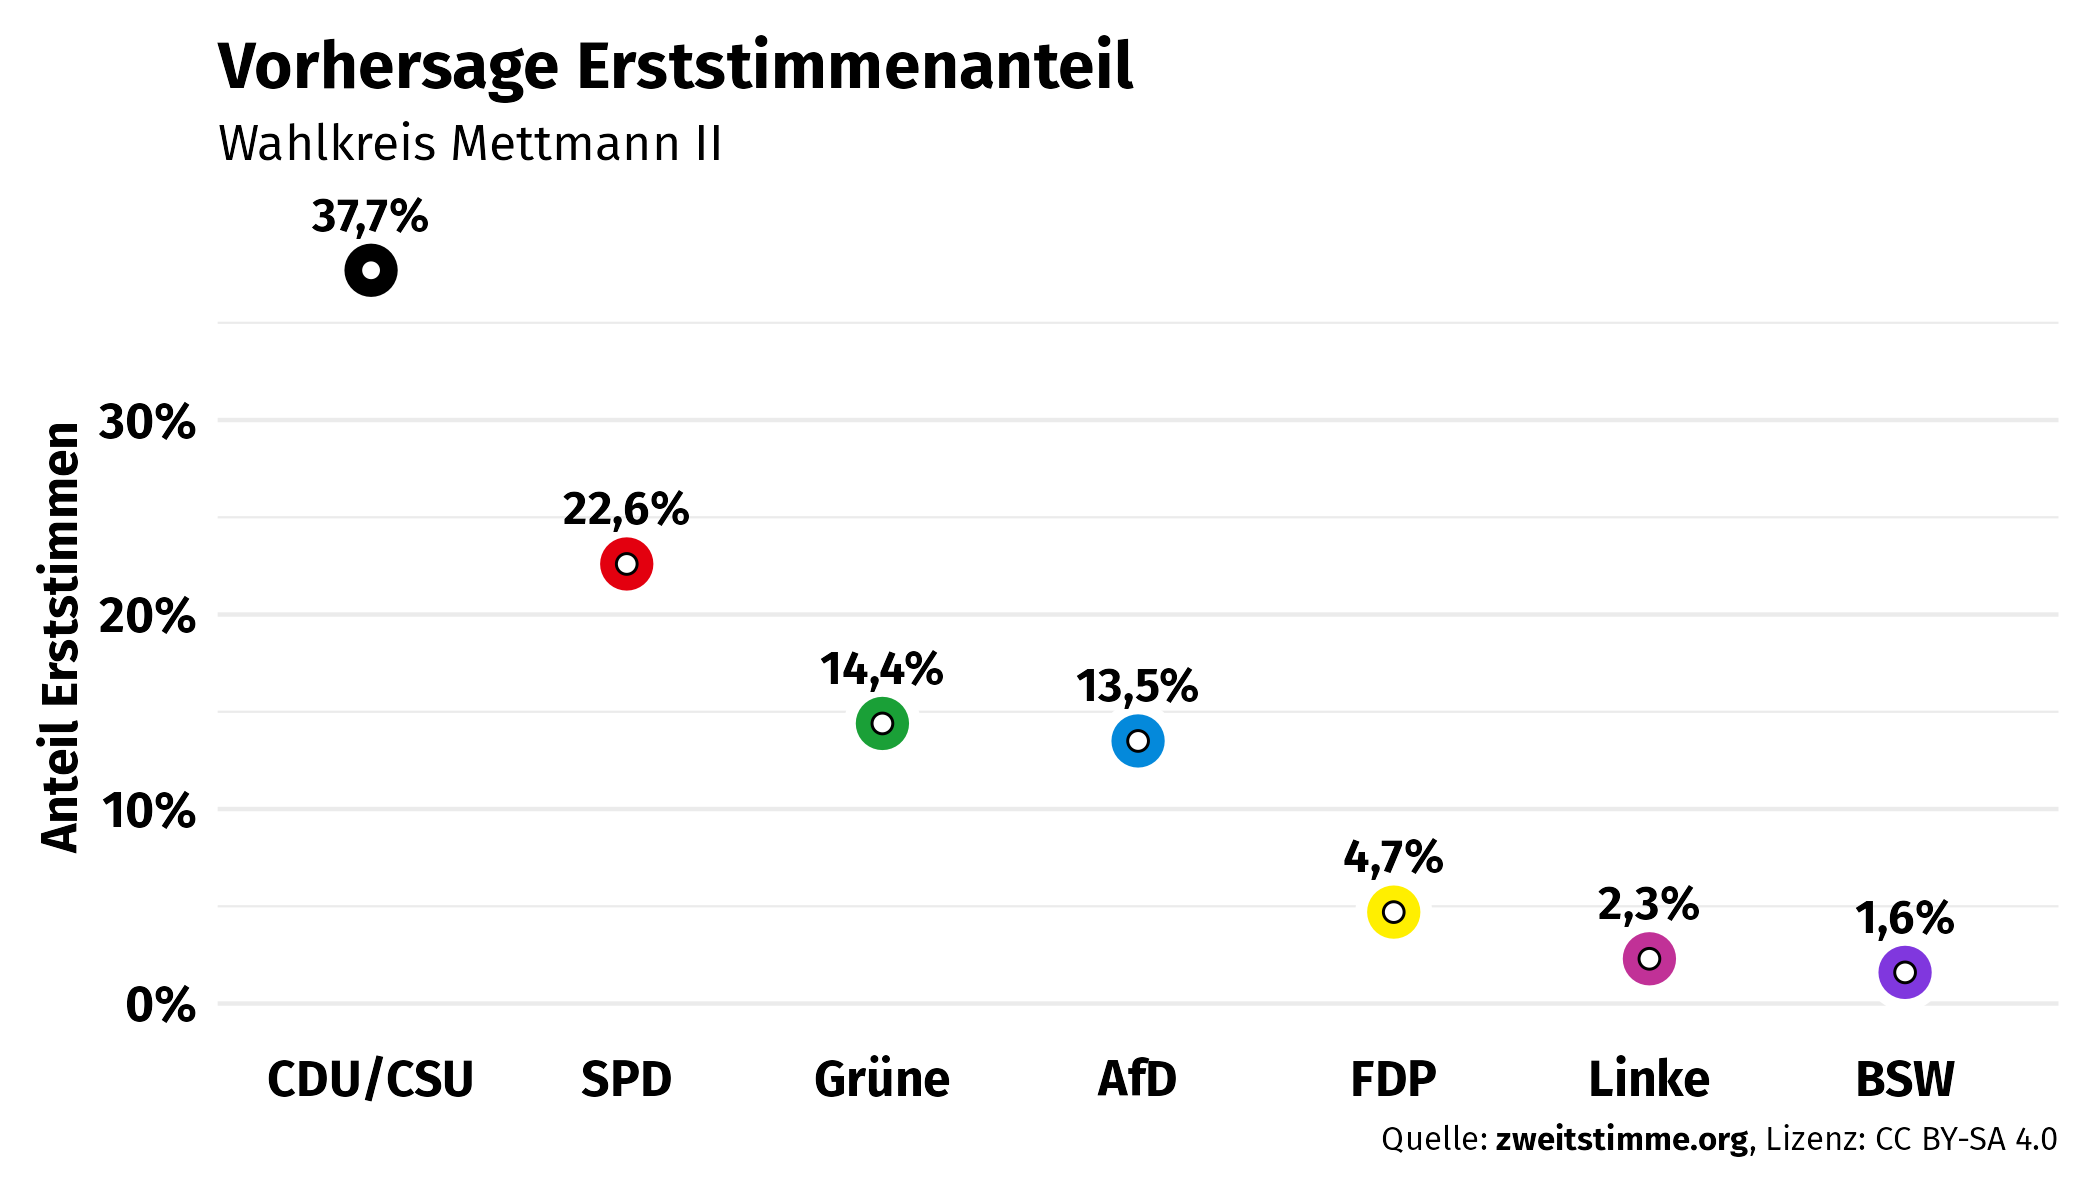 Vorhersage Erststimmenanteil
Wahlkreis Mettmann II
37,7%
30%
22,6%
20%
14,4%
13,5%
10%
4,7%
2,3%
1,6%
0%
Anteil Erststimmen
CDU/CSU SPD Grüne AfD FDP Linke BSW
Quelle: zweitstimme.org, Lizenz: CC BY-SA 4.0